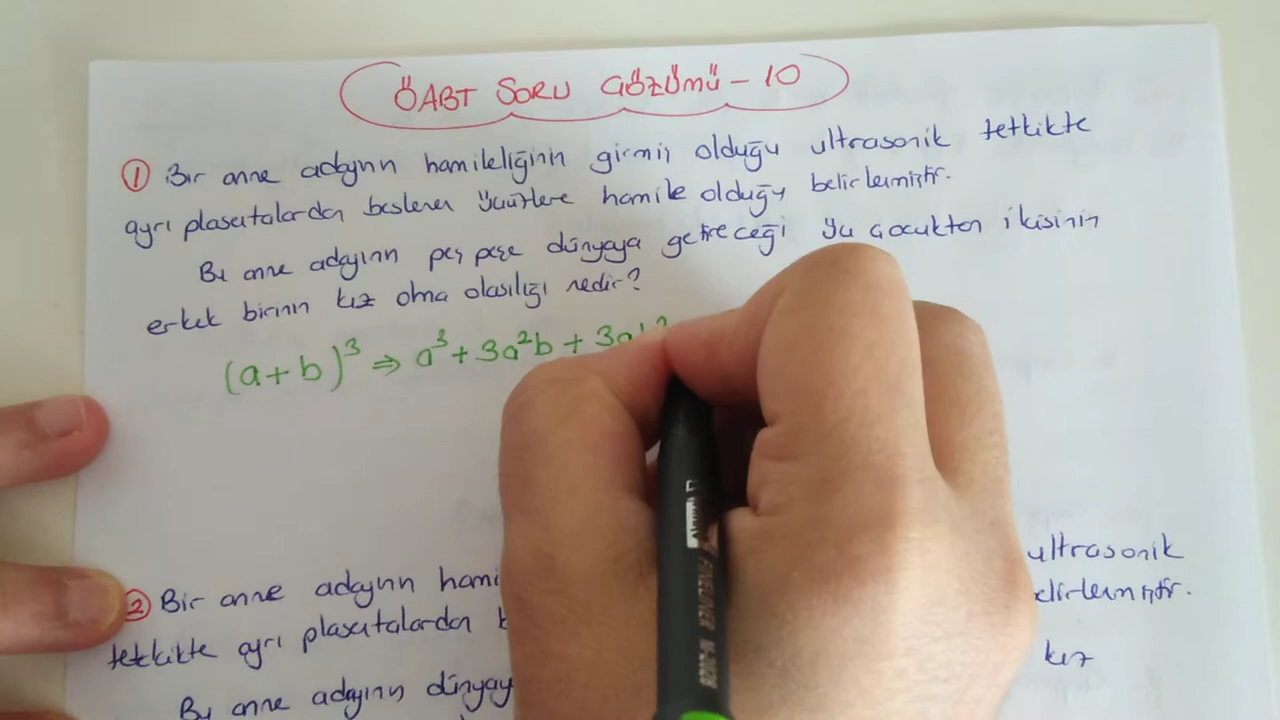 ÖABT SORU ÇÖZÜMÜ - 10
① Bir anne adayının hamileliğinin girmiş olduğu ultrasonik tetkikte
ayrı plasentalardan beslenen üçüzlere hamile olduğu belirlenmiştir.
Bu anne adayının peş peşe dünyaya getireceği üç çocuktan ikisinin
erkek birinin kız olma olasılığı nedir?
(a+b)³ ⇒ a³ + 3a²b + 3ab²
② Bir anne adayının hami ultrasonik
tetkikte ayrı plasentalardan b elirlenmiştir.
Bu anne adayının dünyay kız